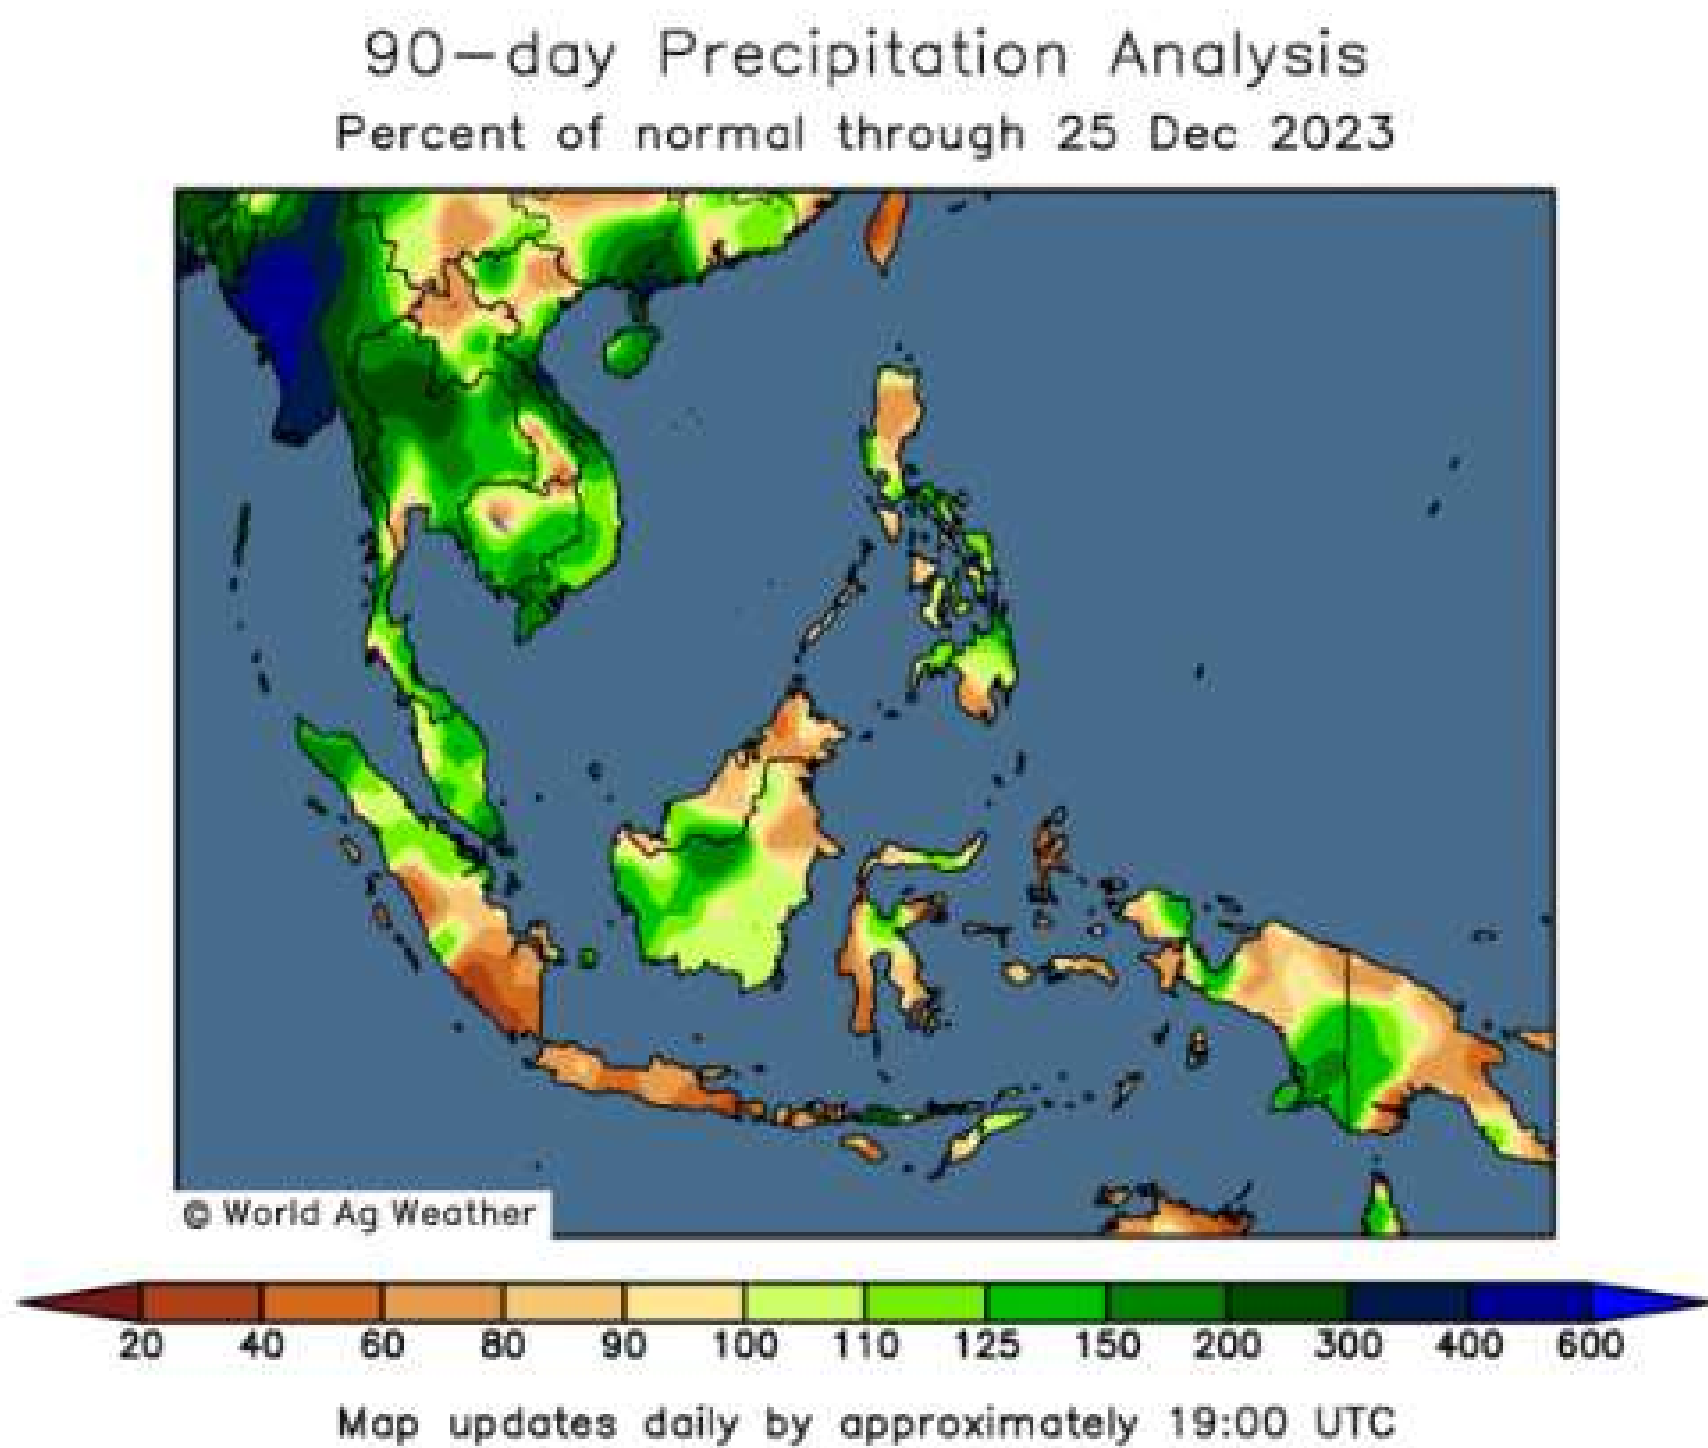 90-day Precipitation Analysis
Percent of normal through 25 Dec 2023
© World Ag Weather
20 40 60 80 90 100 110 125 150 200 300 400 600
Map updates daily by approximately 19:00 UTC